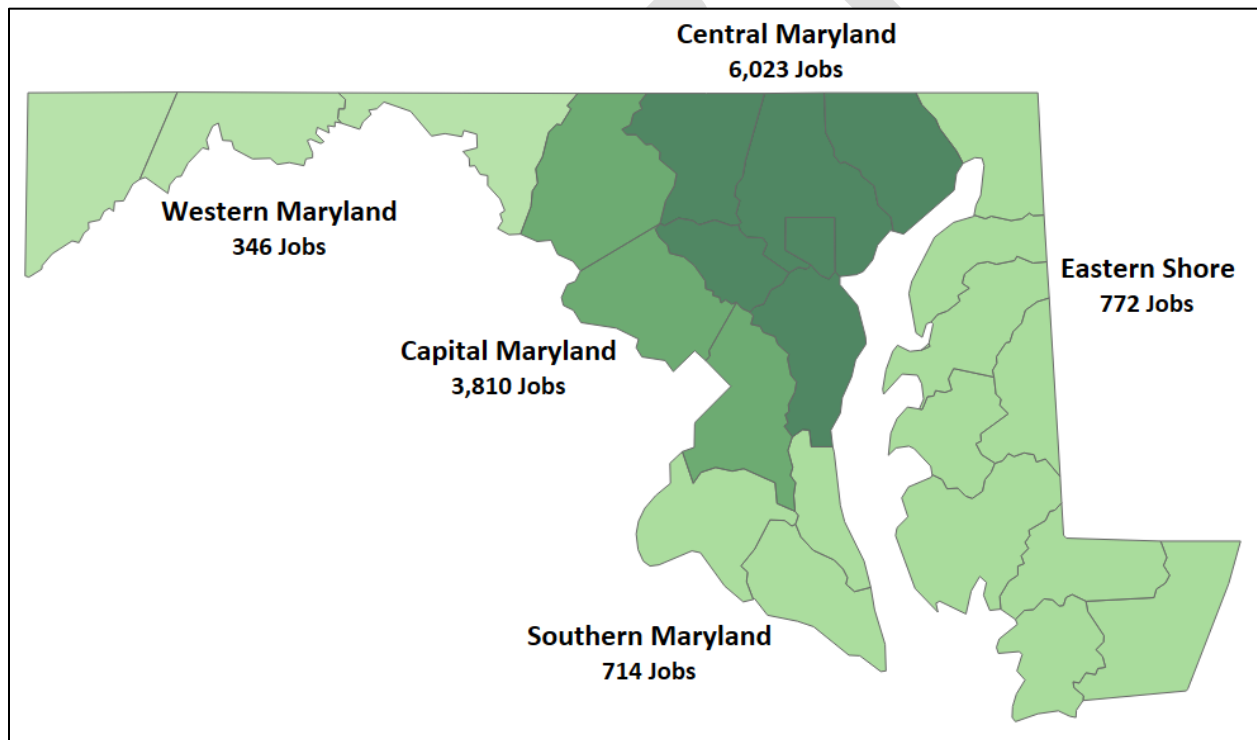 Central Maryland
6,023 Jobs
Western Maryland
346 Jobs
Eastern Shore
772 Jobs
Capital Maryland
3,810 Jobs
Southern Maryland
714 Jobs